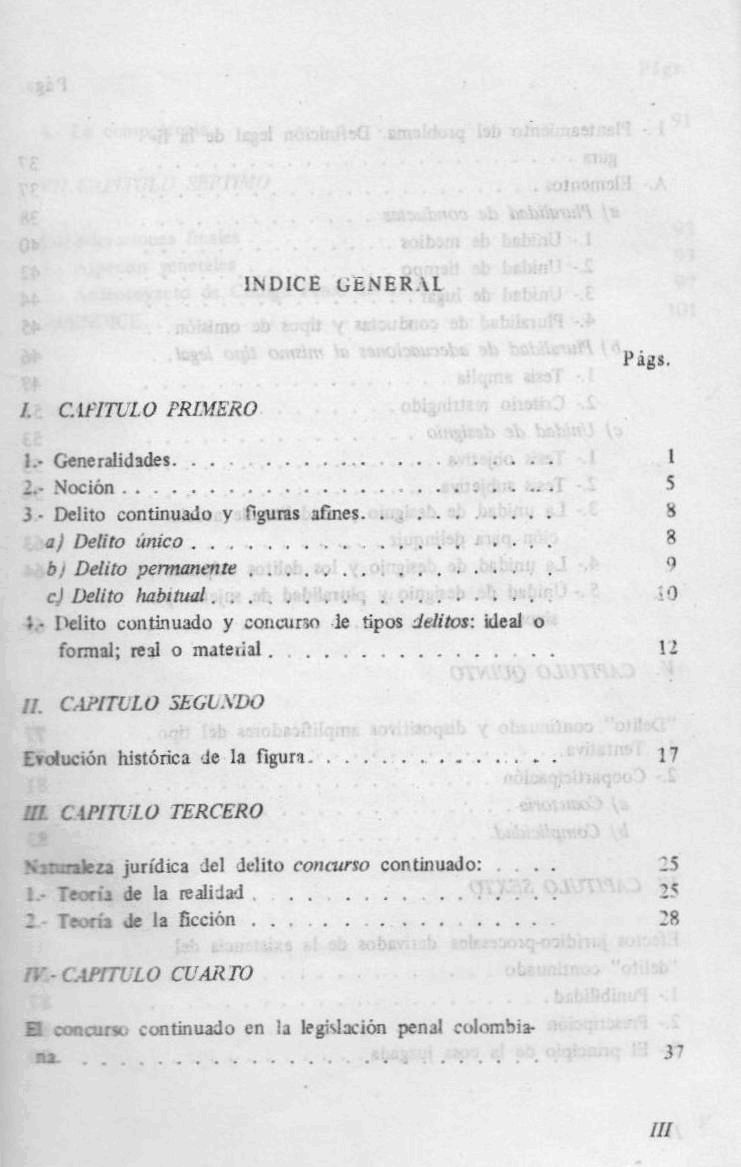 INDICE GENERAL
Págs.
I. CAPITULO PRIMERO
1.- Generalidades. . . . . . . . . . . . . . . . . . . . 1
2.- Noción . . . . . . . . . . . . . . . . . . . . . . . 5
3.- Delito continuado y figuras afines. . . . . . . . . . . 8
a) Delito único . . . . . . . . . . . . . . . . . . . . 8
b) Delito permanente . . . . . . . . . . . . . . . . . 9
c) Delito habitual . . . . . . . . . . . . . . . . . . 10
4.- Delito continuado y concurso de tipos delitos: ideal o
formal; real o material . . . . . . . . . . . . . . . . 12
II. CAPITULO SEGUNDO
Evolución histórica de la figura. . . . . . . . . . . . . . 17
III. CAPITULO TERCERO
Naturaleza jurídica del delito concurso continuado: . . . . 25
1.- Teoría de la realidad . . . . . . . . . . . . . . . . . 25
2.- Teoría de la ficción . . . . . . . . . . . . . . . . . 28
IV.- CAPITULO CUARTO
El concurso continuado en la legislación penal colombia-
na. . . . . . . . . . . . . . . . . . . . . . . . . . . 37
III